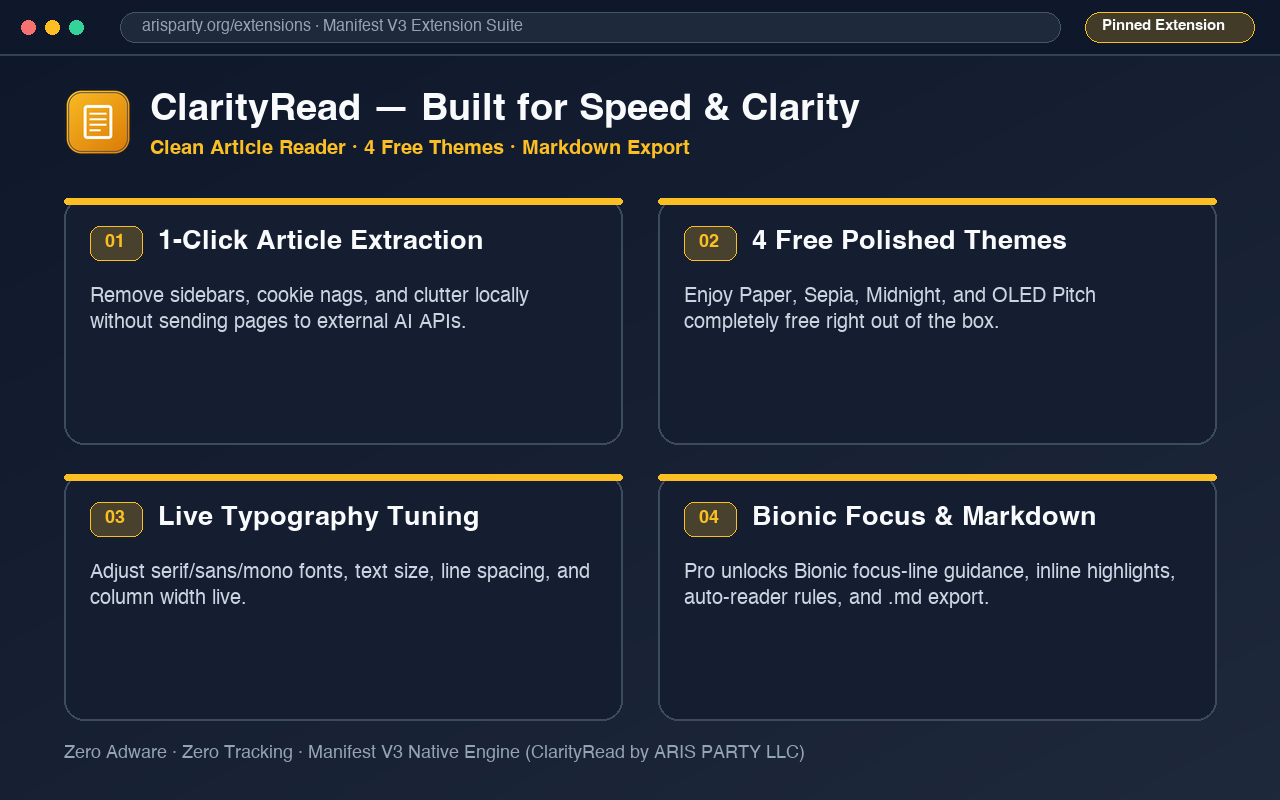 arisparty.org/extensions · Manifest V3 Extension Suite
Pinned Extension
ClarityRead — Built for Speed & Clarity
Clean Article Reader · 4 Free Themes · Markdown Export
01
1-Click Article Extraction
Remove sidebars, cookie nags, and clutter locally
without sending pages to external AI APIs.
02
4 Free Polished Themes
Enjoy Paper, Sepia, Midnight, and OLED Pitch
completely free right out of the box.
03
Live Typography Tuning
Adjust serif/sans/mono fonts, text size, line spacing, and
column width live.
04
Bionic Focus & Markdown
Pro unlocks Bionic focus-line guidance, inline highlights,
auto-reader rules, and .md export.
Zero Adware · Zero Tracking · Manifest V3 Native Engine (ClarityRead by ARIS PARTY LLC)